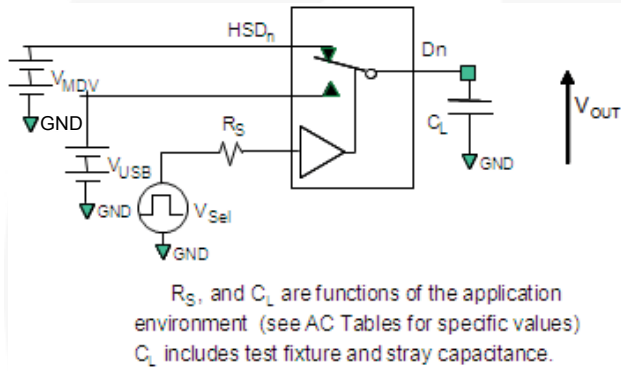 HSDn
Dn
VMDV
GND
RS
CL
VOUT
GND
VUSB
GND
VSel
GND
RS, and CL are functions of the application
environment (see AC Tables for specific values)
CL includes test fixture and stray capacitance.